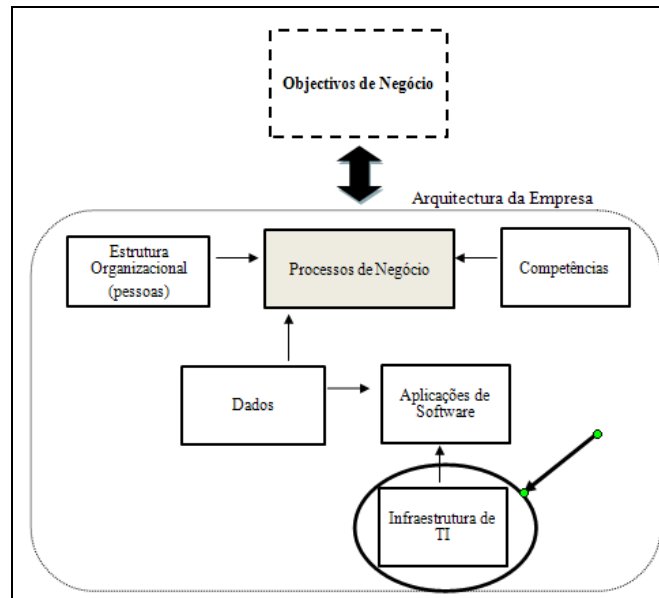 Objectivos de Negócio
Arquitectura da Empresa
Estrutura
Organizacional
(pessoas)
Processos de Negócio
Competências
Dados
Aplicações de
Software
Infraestrutura de
TI